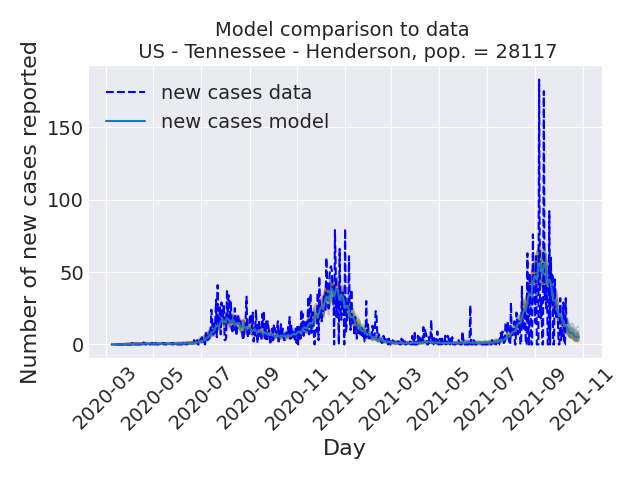 Model comparison to data
US - Tennessee - Henderson, pop. = 28117
Number of new cases reported
new cases data
new cases model
150
100
50
0
2020-03
2020-05
2020-07
2020-09
2020-11
2021-01
2021-03
2021-05
2021-07
2021-09
2021-11
Day